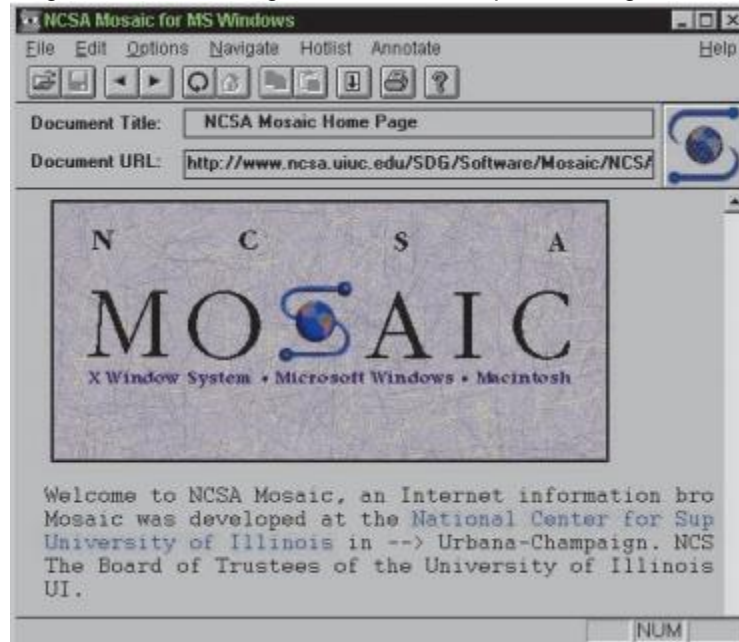 NCSA Mosaic for MS Windows
File Edit Options Navigate Hotlist Annotate Help
Document Title: NCSA Mosaic Home Page
Document URL: http://www.ncsa.uiuc.edu/SDG/Software/Mosaic/NCS
N C S A
MOSAIC
X Window System • Microsoft Windows • Macintosh
Welcome to NCSA Mosaic, an Internet information bro
Mosaic was developed at the National Center for Sup
University of Illinois in --> Urbana-Champaign. NCS
The Board of Trustees of the University of Illinois
UI.
NUM